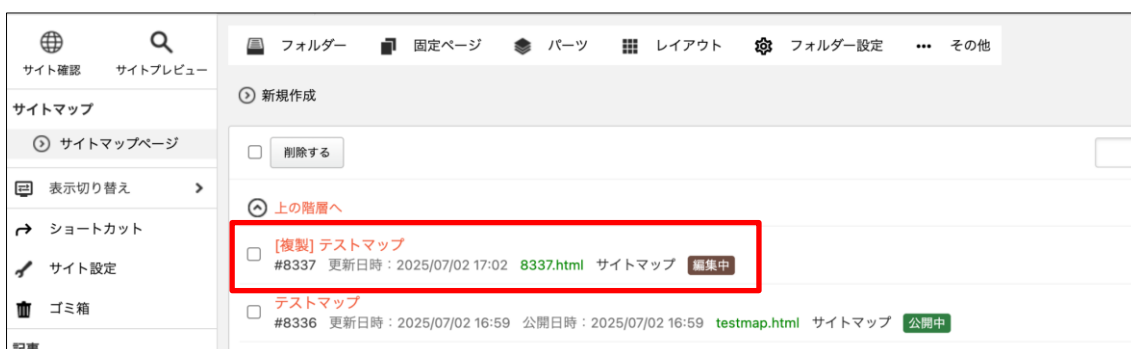 サイト確認 サイトプレビュー
フォルダー 固定ページ パーツ レイアウト フォルダー設定 ••• その他
サイトマップ
新規作成
サイトマップページ
削除する
表示切り替え
上の階層へ
ショートカット
[複製] テストマップ
#8337 更新日時：2025/07/02 17:02 8337.html サイトマップ 編集中
サイト設定
テストマップ
#8336 更新日時：2025/07/02 16:59 公開日時：2025/07/02 16:59 testmap.html サイトマップ 公開中
ゴミ箱